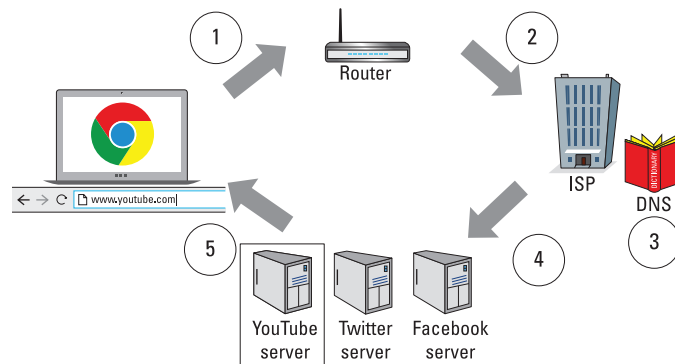 1
Router
2
www.youtube.com
ISP
DICTIONARY
DNS
3
5
4
YouTube
server
Twitter
server
Facebook
server